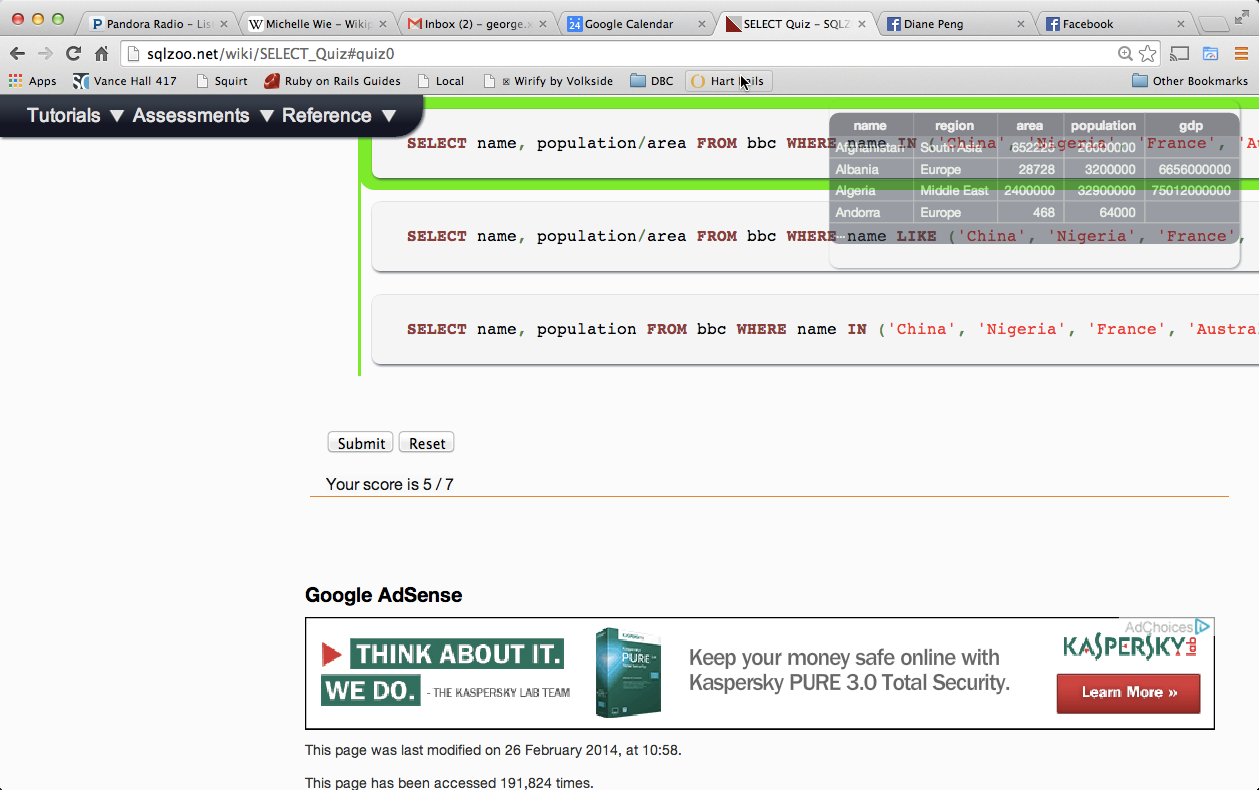 Pandora Radio - Lis
Michelle Wie - Wikip
Inbox (2) - george.
Google Calendar
SELECT Quiz - SQLZ
Diane Peng
Facebook
sqlzoo.net/wiki/SELECT_Quiz#quiz0
Apps
Vance Hall 417
Squirt
Ruby on Rails Guides
Local
Wirify by Volkside
DBC
Other Bookmarks
Tutorials ▼ Assessments ▼ Reference ▼
name region area population gdp
SELECT name, population/area FROM bbc WHERE name IN ('China', 'Nigeria', 'France', 'Au
Afghanistan South Asia 652225 26000000
Albania Europe 28728 3200000 6656000000
Algeria Middle East 2400000 32900000 75012000000
Andorra Europe 468 64000
...
SELECT name, population/area FROM bbc WHERE name LIKE ('China', 'Nigeria', 'France',
SELECT name, population FROM bbc WHERE name IN ('China', 'Nigeria', 'France', 'Austra
Submit Reset
Your score is 5 / 7
Google AdSense
AdChoices
THINK ABOUT IT.
WE DO. - THE KASPERSKY LAB TEAM
PURE
Keep your money safe online with
Kaspersky PURE 3.0 Total Security.
KASPERSKY lab
Learn More »
This page was last modified on 26 February 2014, at 10:58.
This page has been accessed 191,824 times.